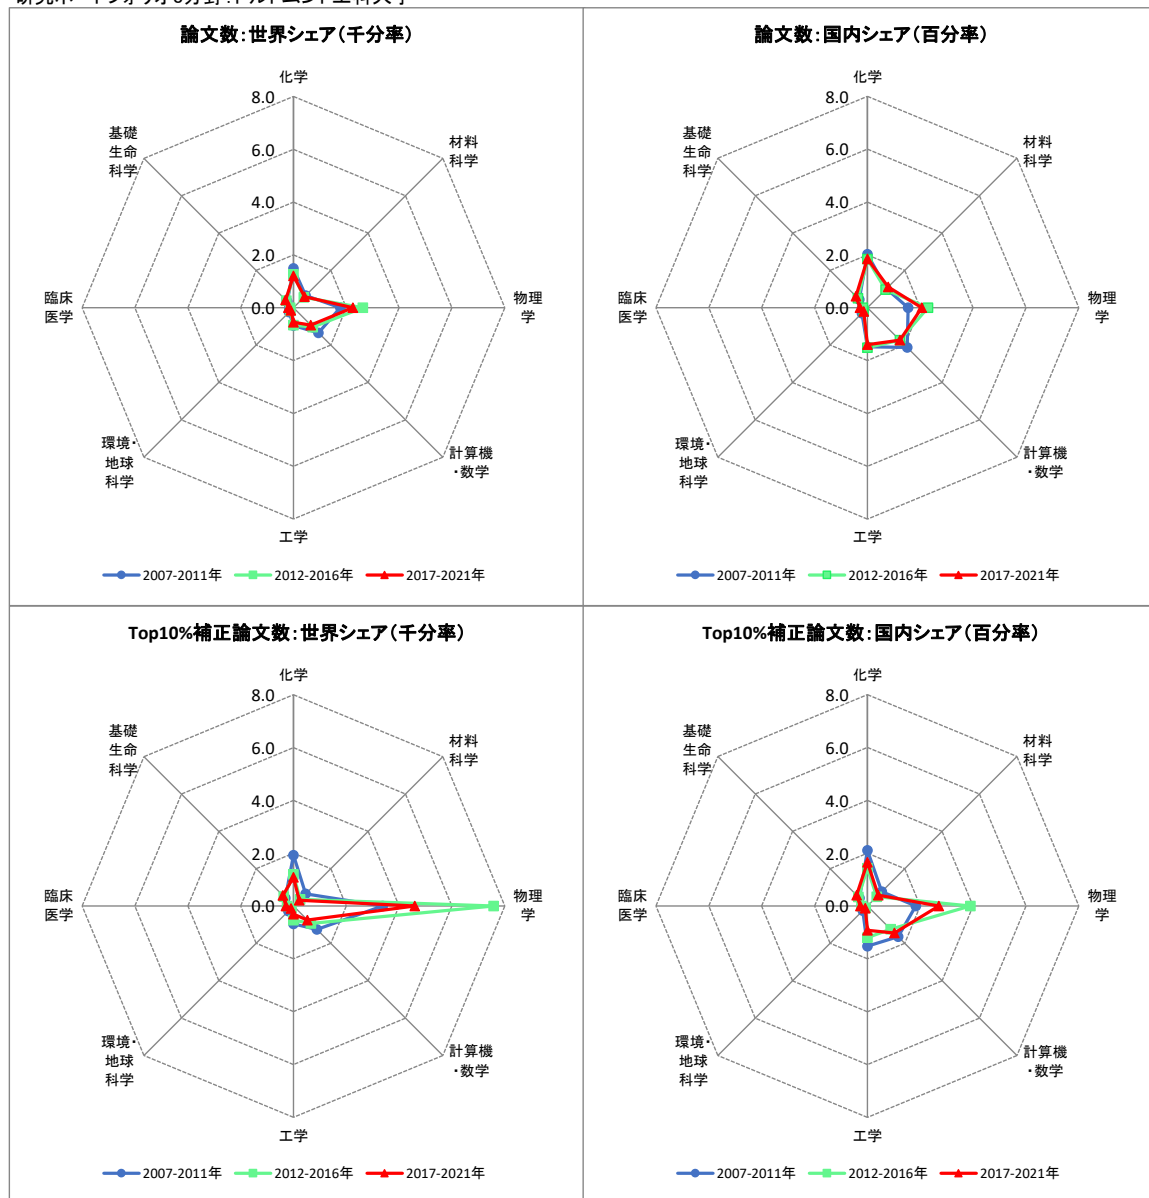 論文数:世界シェア(千分率)
化学
8.0
6.0
4.0
2.0
0.0
材料
科学
物理
学
計算機
・数学
工学
環境・
地球
科学
臨床
医学
基礎
生命
科学
2007-2011年 2012-2016年 2017-2021年
論文数:国内シェア(百分率)
化学
8.0
6.0
4.0
2.0
0.0
材料
科学
物理
学
計算機
・数学
工学
環境・
地球
科学
臨床
医学
基礎
生命
科学
2007-2011年 2012-2016年 2017-2021年
Top10%補正論文数:世界シェア(千分率)
化学
8.0
6.0
4.0
2.0
0.0
材料
科学
物理
学
計算機
・数学
工学
環境・
地球
科学
臨床
医学
基礎
生命
科学
2007-2011年 2012-2016年 2017-2021年
Top10%補正論文数:国内シェア(百分率)
化学
8.0
6.0
4.0
2.0
0.0
材料
科学
物理
学
計算機
・数学
工学
環境・
地球
科学
臨床
医学
基礎
生命
科学
2007-2011年 2012-2016年 2017-2021年